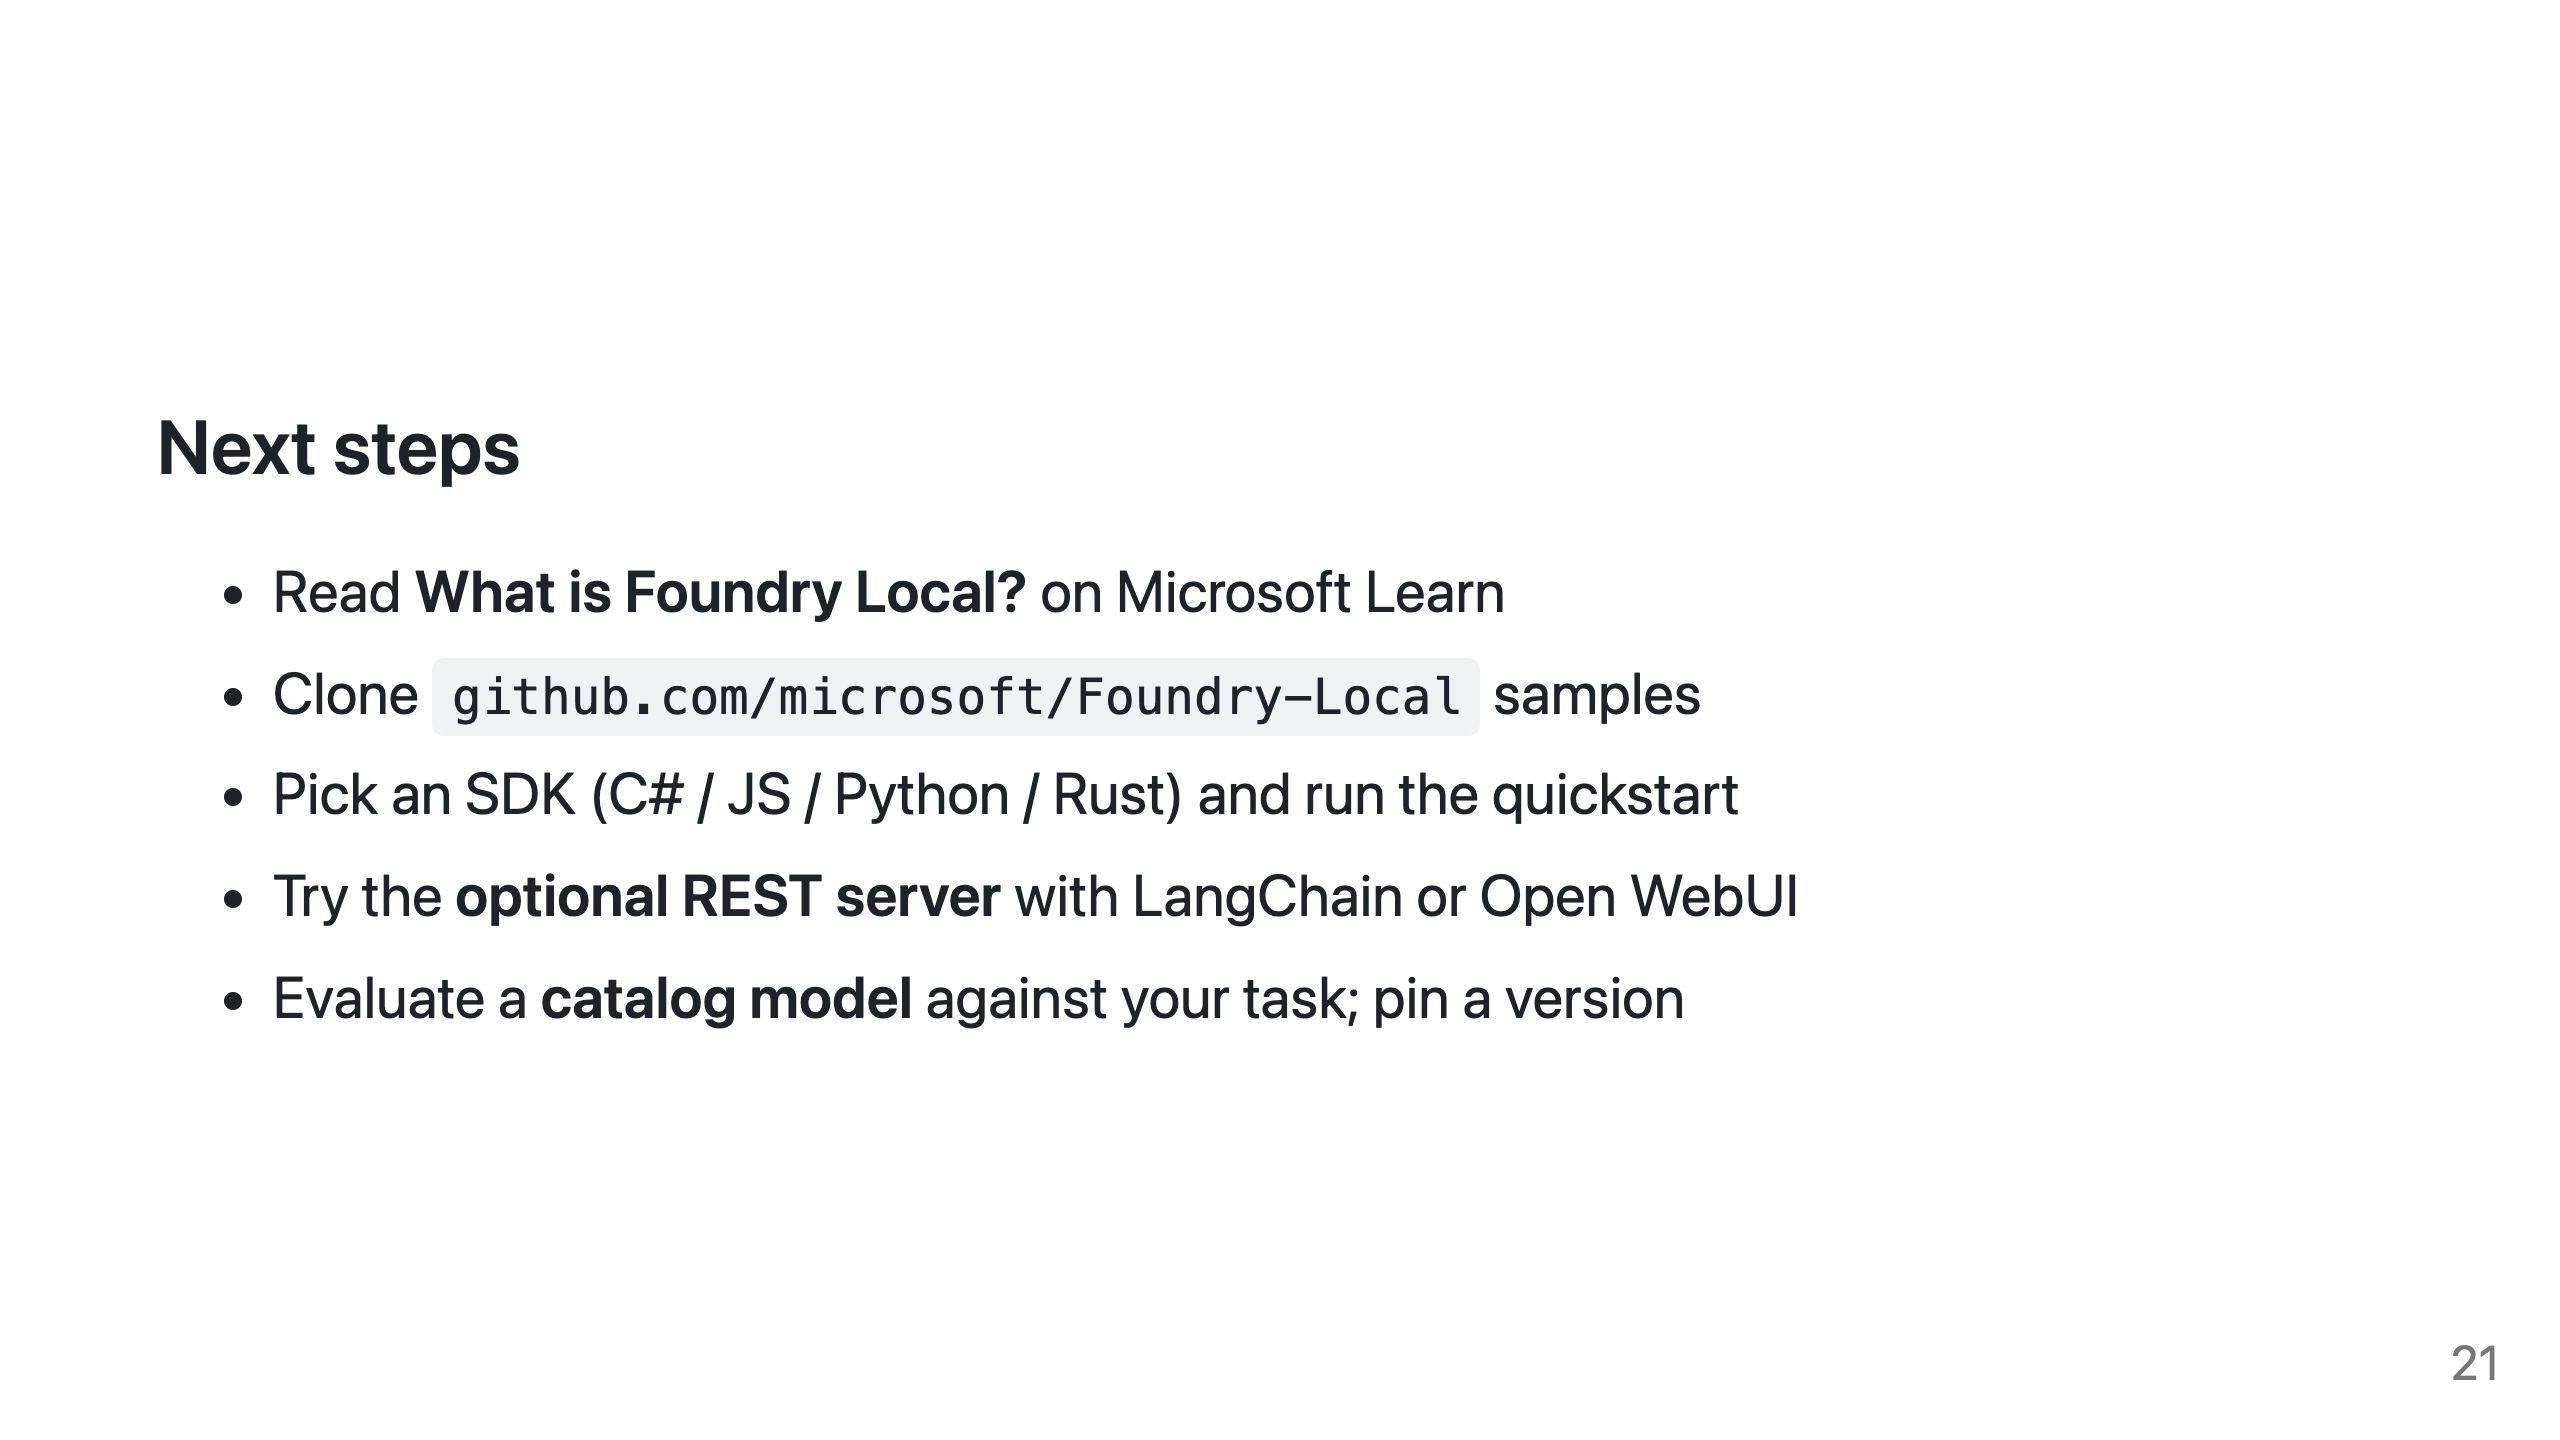 Next steps
• Read What is Foundry Local? on Microsoft Learn
• Clone github.com/microsoft/Foundry-Local samples
• Pick an SDK (C# / JS / Python / Rust) and run the quickstart
• Try the optional REST server with LangChain or Open WebUI
• Evaluate a catalog model against your task; pin a version
21